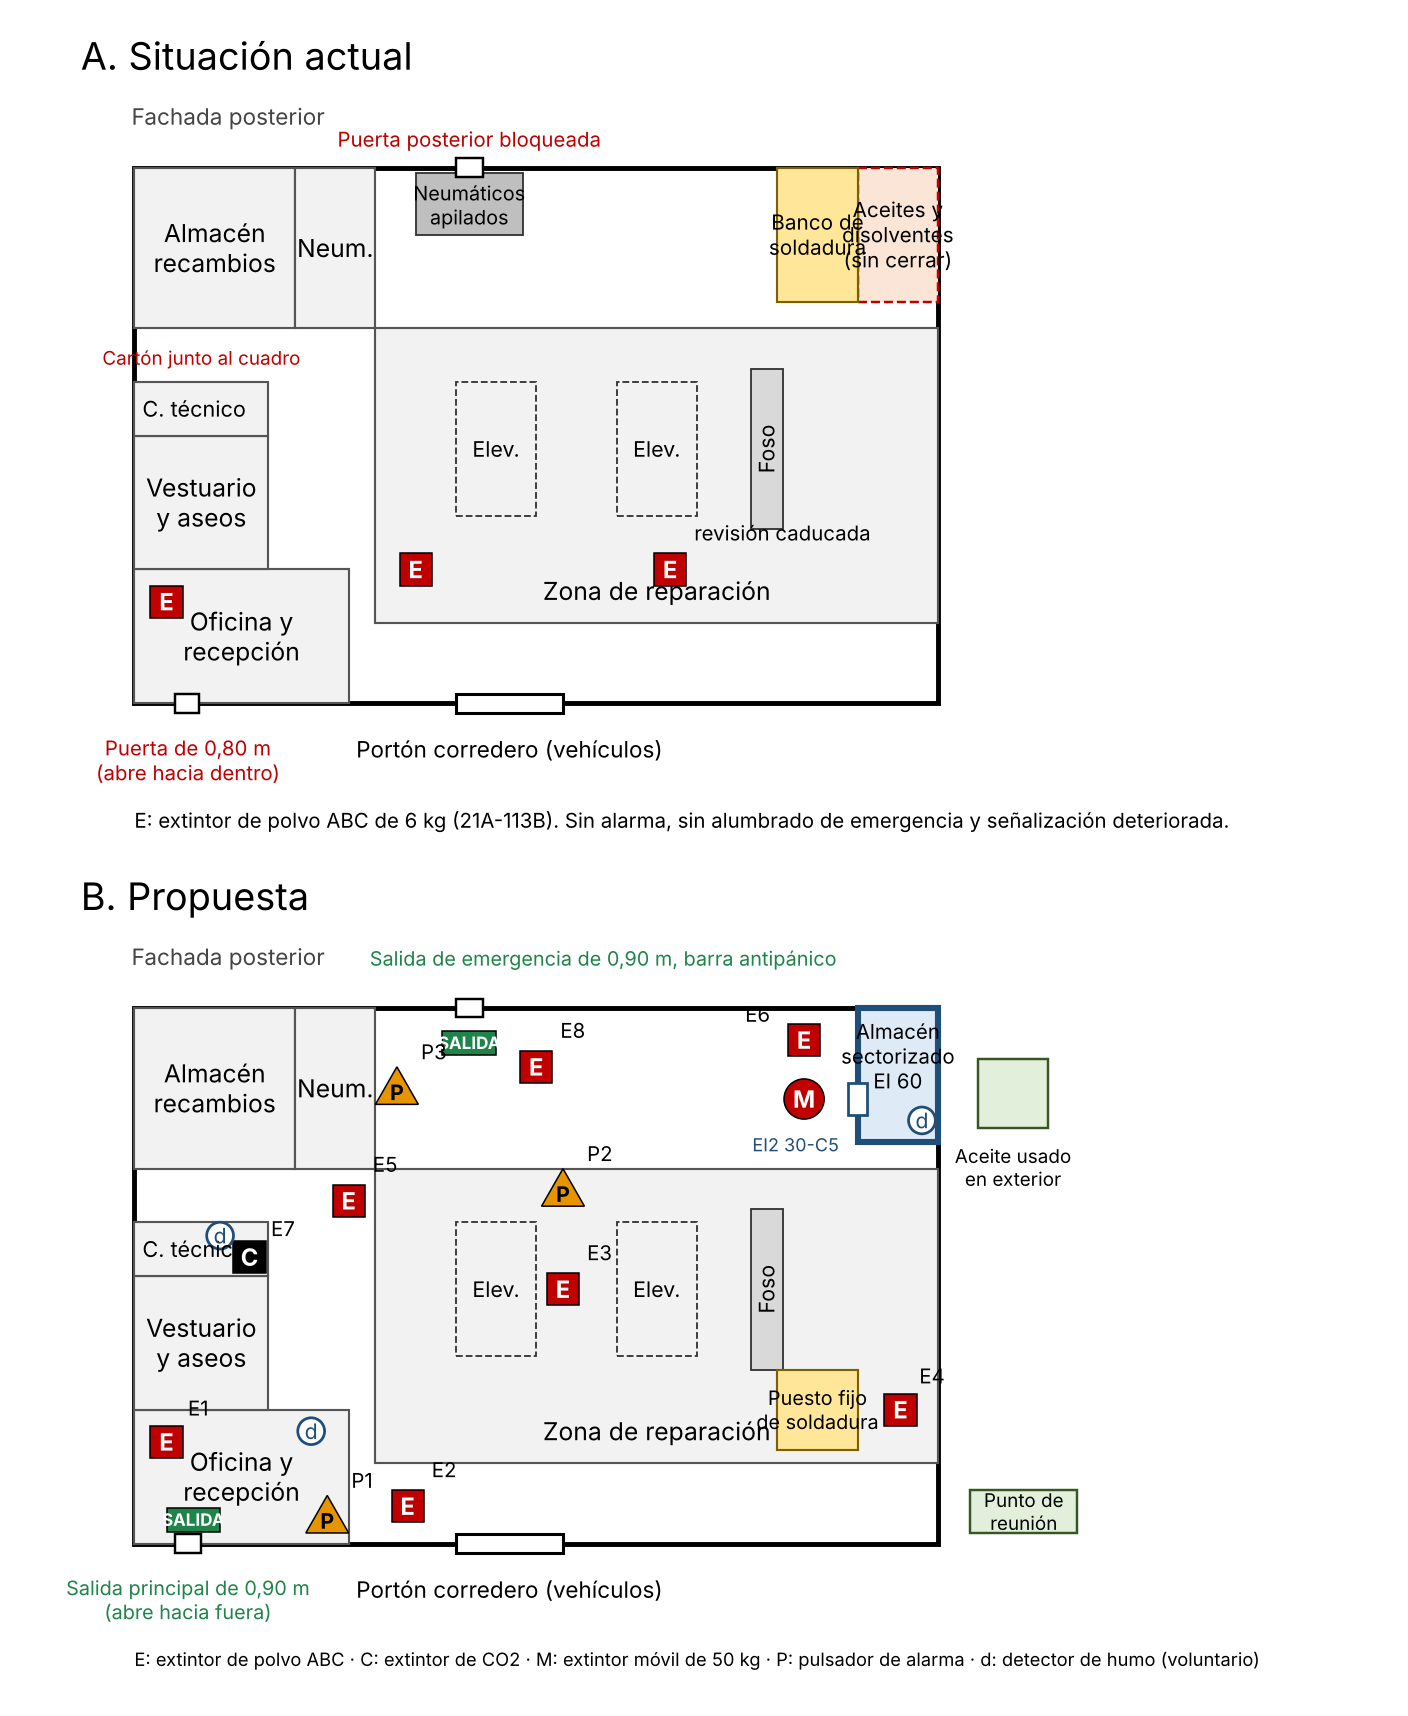 A. Situación actual
Fachada posterior
Puerta posterior bloqueada
Neumáticos
apilados
Almacén
recambios
Neum.
Banco de
soldadura
Aceites y
disolventes
(sin cerrar)
Cartón junto al cuadro
C. técnico
Vestuario
y aseos
Elev.
Elev.
Foso
revisión caducada
E
E
Zona de reparación
E
Oficina y
recepción
Puerta de 0,80 m
(abre hacia dentro)
Portón corredero (vehículos)
E: extintor de polvo ABC de 6 kg (21A-113B). Sin alarma, sin alumbrado de emergencia y señalización deteriorada.
B. Propuesta
Fachada posterior
Salida de emergencia de 0,90 m, barra antipánico
Almacén
recambios
Neum.
P3
P
SALIDA
E8
E
E6
E
M
EI2 30-C5
Almacén
sectorizado
EI 60
d
Aceite usado
en exterior
E5
E
P2
P
d
E7
C. técnic
C
Vestuario
y aseos
Elev.
E3
E
Elev.
Foso
E4
E
Puesto fijo
de soldadura
Zona de reparación
E1
E
d
Oficina y
recepción
SALIDA
P1
P
E2
E
Punto de
reunión
Salida principal de 0,90 m
(abre hacia fuera)
Portón corredero (vehículos)
E: extintor de polvo ABC · C: extintor de CO2 · M: extintor móvil de 50 kg · P: pulsador de alarma · d: detector de humo (voluntario)